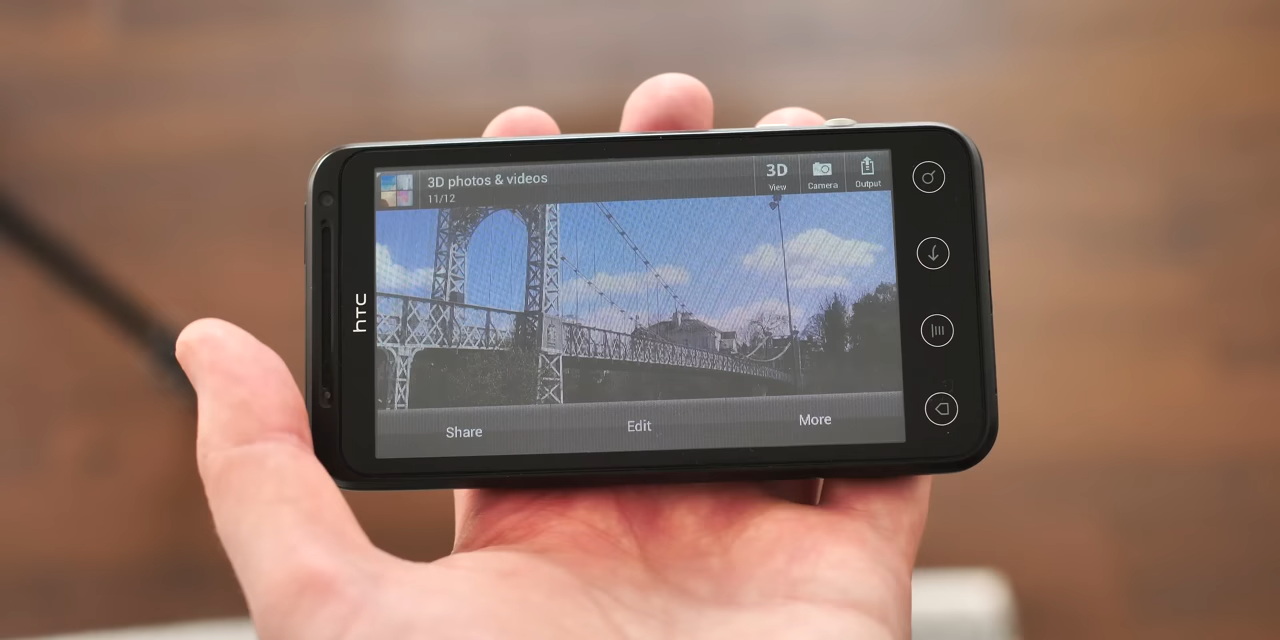 3D photos & videos
11/12
3D
View
Camera
Output
hTC
Share
Edit
More